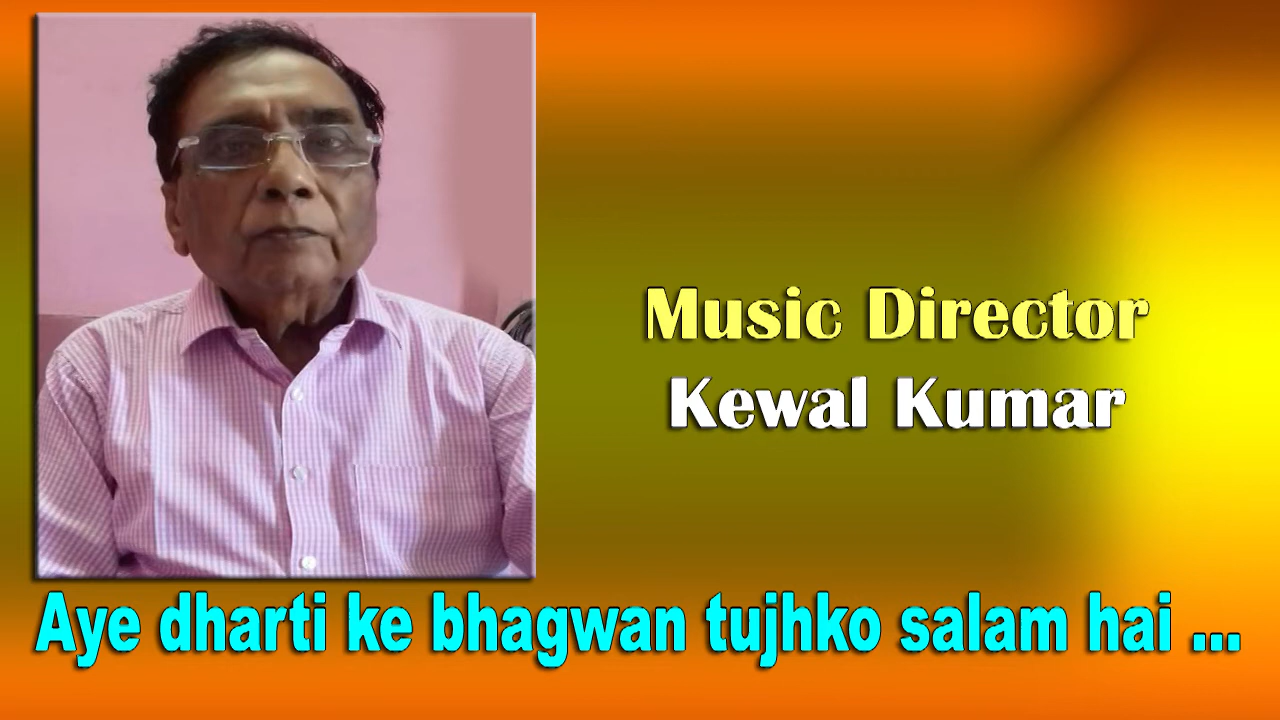 Music Director
Kewal Kumar
Aye dharti ke bhagwan tujhko salam hai ...